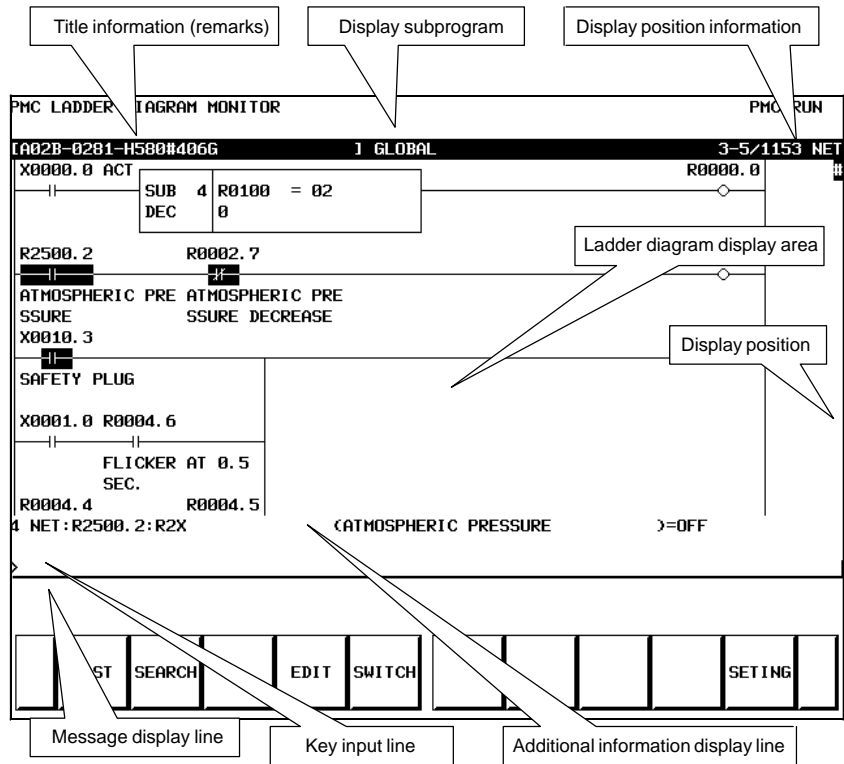 Title information (remarks) Display subprogram Display position information
PMC LADDER DIAGRAM MONITOR PMC RUN
[A02B-0281-H580#406G ] GLOBAL 3-5/1153 NET
X0000.0 ACT R0000.0 #
SUB 4 R0100 = 02
DEC 0
R2500.2 R0002.7
Ladder diagram display area
ATMOSPHERIC PRE ATMOSPHERIC PRE
SSURE SSURE DECREASE
X0010.3
Display position
SAFETY PLUG
X0001.0 R0004.6
FLICKER AT 0.5
SEC.
R0004.4 R0004.5
4 NET:R2500.2:R2X (ATMOSPHERIC PRESSURE )=OFF
>
ST SEARCH EDIT SWITCH SETING
Message display line Key input line Additional information display line